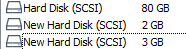 Hard Disk (SCSI) 80 GB
New Hard Disk (SCSI) 2 GB
New Hard Disk (SCSI) 3 GB